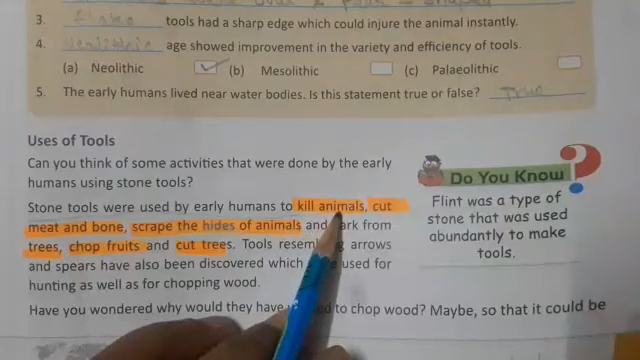 3. Flake tools had a sharp edge which could injure the animal instantly.
4. age showed improvement in the variety and efficiency of tools.
(a) Neolithic (b) Mesolithic (c) Palaeolithic
5. The early humans lived near water bodies. Is this statement true or false? True
Uses of Tools
Can you think of some activities that were done by the early
humans using stone tools?
Stone tools were used by early humans to kill animals, cut
meat and bone, scrape the hides of animals and bark from
trees, chop fruits and cut trees. Tools arrows
and spears have also been discovered which used for
hunting as well as for chopping wood.
Have you wondered why would they have to chop wood? Maybe, so that it could be
Do You Know ?
Flint was a type of
stone that was used
abundantly to make
tools.